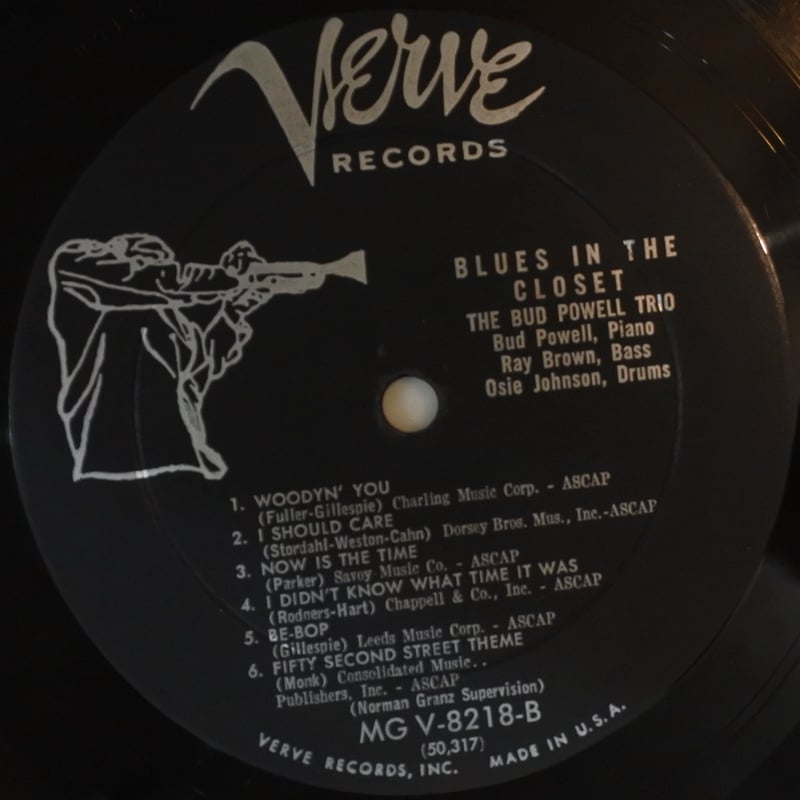 Verve
RECORDS
BLUES IN THE
CLOSET
THE BUD POWELL TRIO
Bud Powell, Piano
Ray Brown, Bass
Osie Johnson, Drums
1. WOODYN' YOU
(Fuller-Gillespie) Charling Music Corp. - ASCAP
2. I SHOULD CARE
(Stordahl-Weston-Cahn) Dorsey Bros. Mus., Inc.-ASCAP
3. NOW IS THE TIME
(Parker) Savoy Music Co. - ASCAP
4. I DIDN'T KNOW WHAT TIME IT WAS
(Rodners-Hart) Chappell & Co., Inc. - ASCAP
5. BE-BOP
(Gillespie) Leeds Music Corp. - ASCAP
6. FIFTY SECOND STREET THEME
(Monk) Consolidated Music..
Publishers, Inc. - ASCAP
(Norman Granz Supervision)
MG V-8218-B
(50,317)
VERVE RECORDS, INC. MADE IN U.S.A.